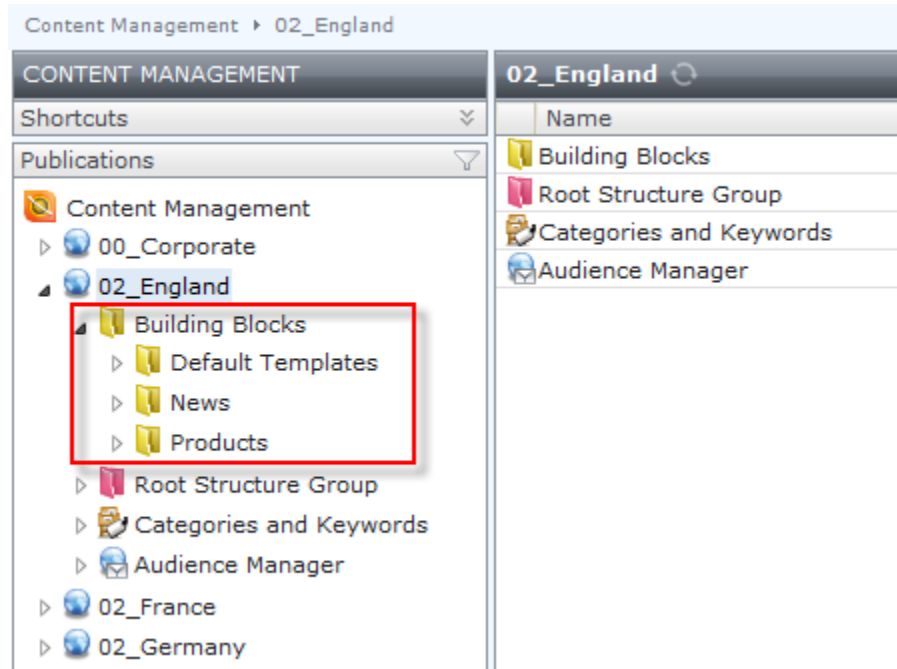 Content Management ▸ 02_England
CONTENT MANAGEMENT
Shortcuts
Publications
Content Management
00_Corporate
02_England
Building Blocks
Default Templates
News
Products
Root Structure Group
Categories and Keywords
Audience Manager
02_France
02_Germany
02_England
Name
Building Blocks
Root Structure Group
Categories and Keywords
Audience Manager